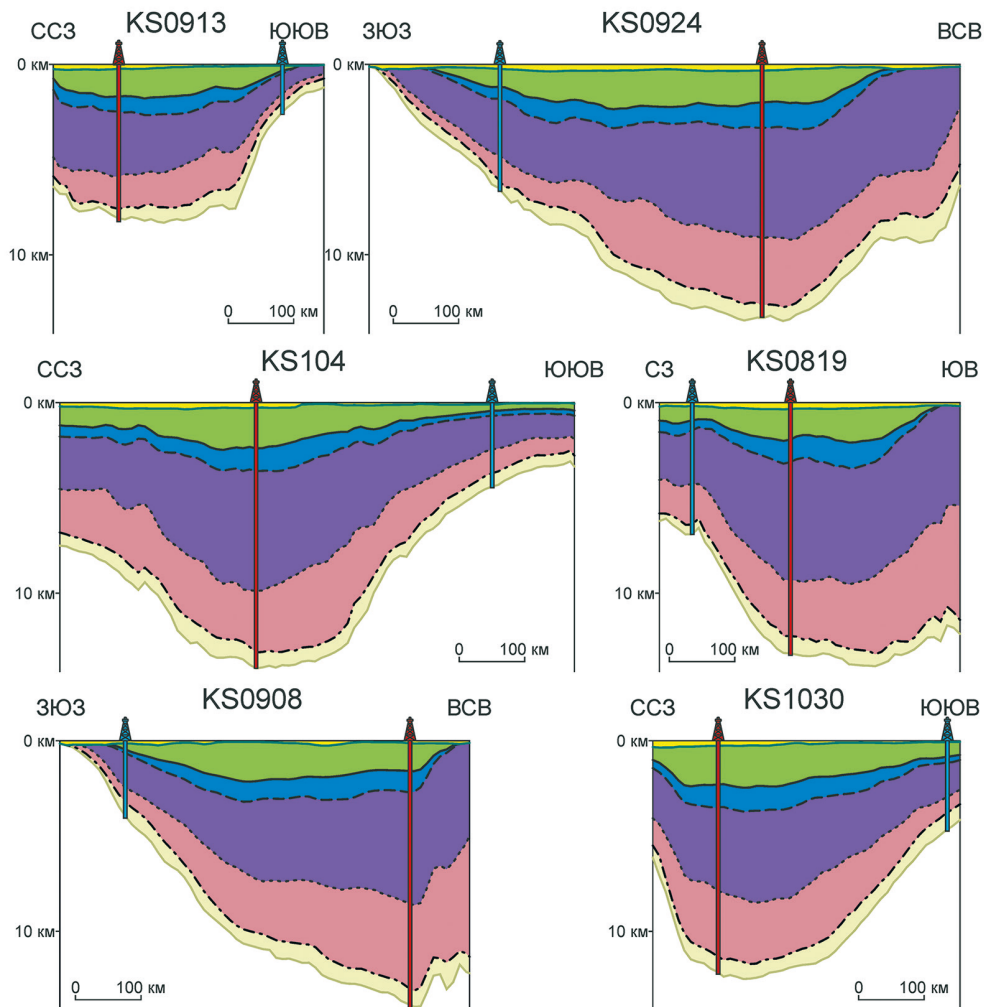 KS0913
ССЗ ЮЮВ
0 км
10 км
0 100 км
KS0924
ЗЮЗ ВСВ
0 км
10 км
0 100 км
KS104
ССЗ ЮЮВ
0 км
10 км
0 100 км
KS0819
СЗ ЮВ
0 км
10 км
0 100 км
KS0908
ЗЮЗ ВСВ
0 км
10 км
0 100 км
KS1030
ССЗ ЮЮВ
0 км
10 км
0 100 км